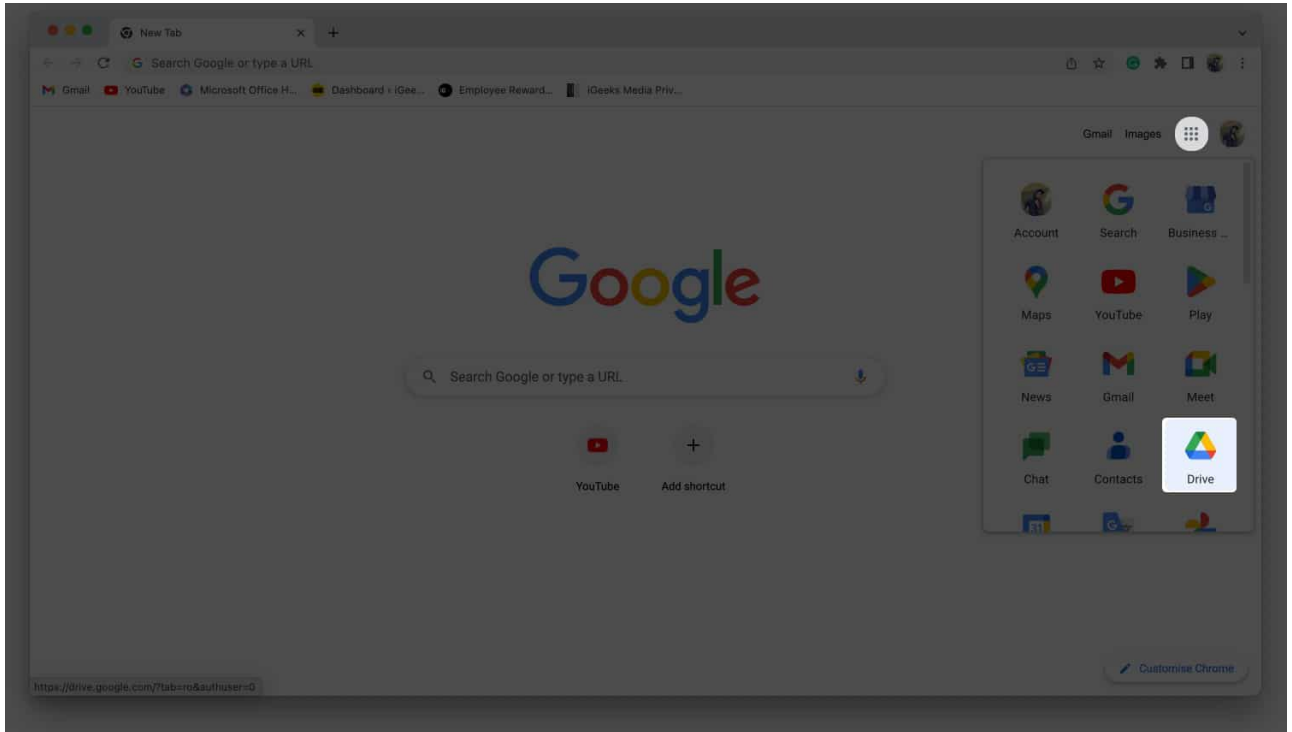 New Tab
Search Google or type a URL
Gmail YouTube Microsoft Office H... Dashboard ‹ iGee... Employee Reward... iGeeks Media Priv...
Gmail Images
Account Search Business ...
Google
Maps YouTube Play
Search Google or type a URL
News Gmail Meet
YouTube Add shortcut
Chat Contacts Drive
31
Customise Chrome
https://drive.google.com/?tab=ro&authuser=0